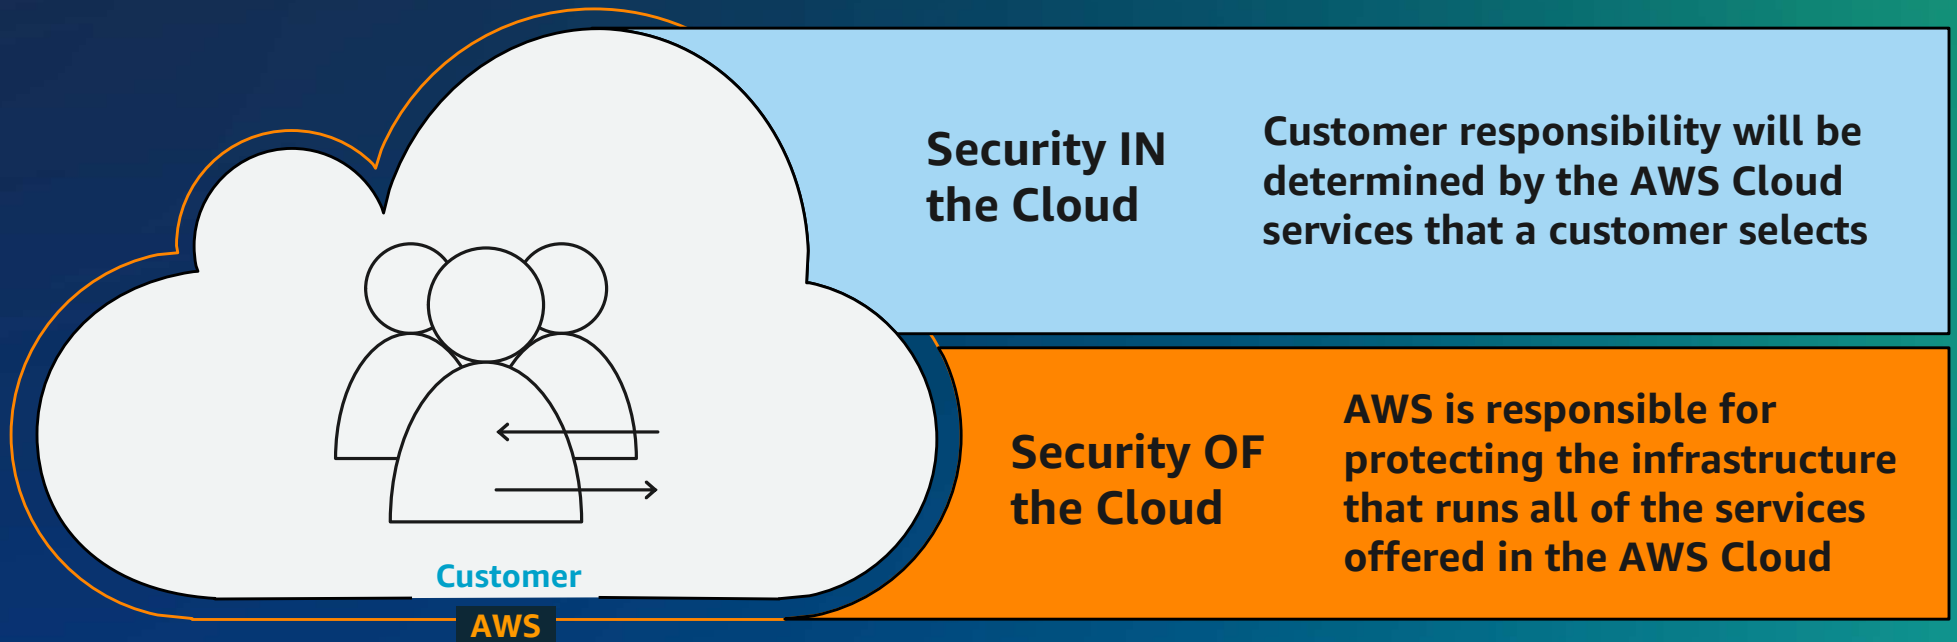 Security IN
the Cloud
Customer responsibility will be
determined by the AWS Cloud
services that a customer selects
Security OF
the Cloud
AWS is responsible for
protecting the infrastructure
that runs all of the services
offered in the AWS Cloud
Customer
AWS